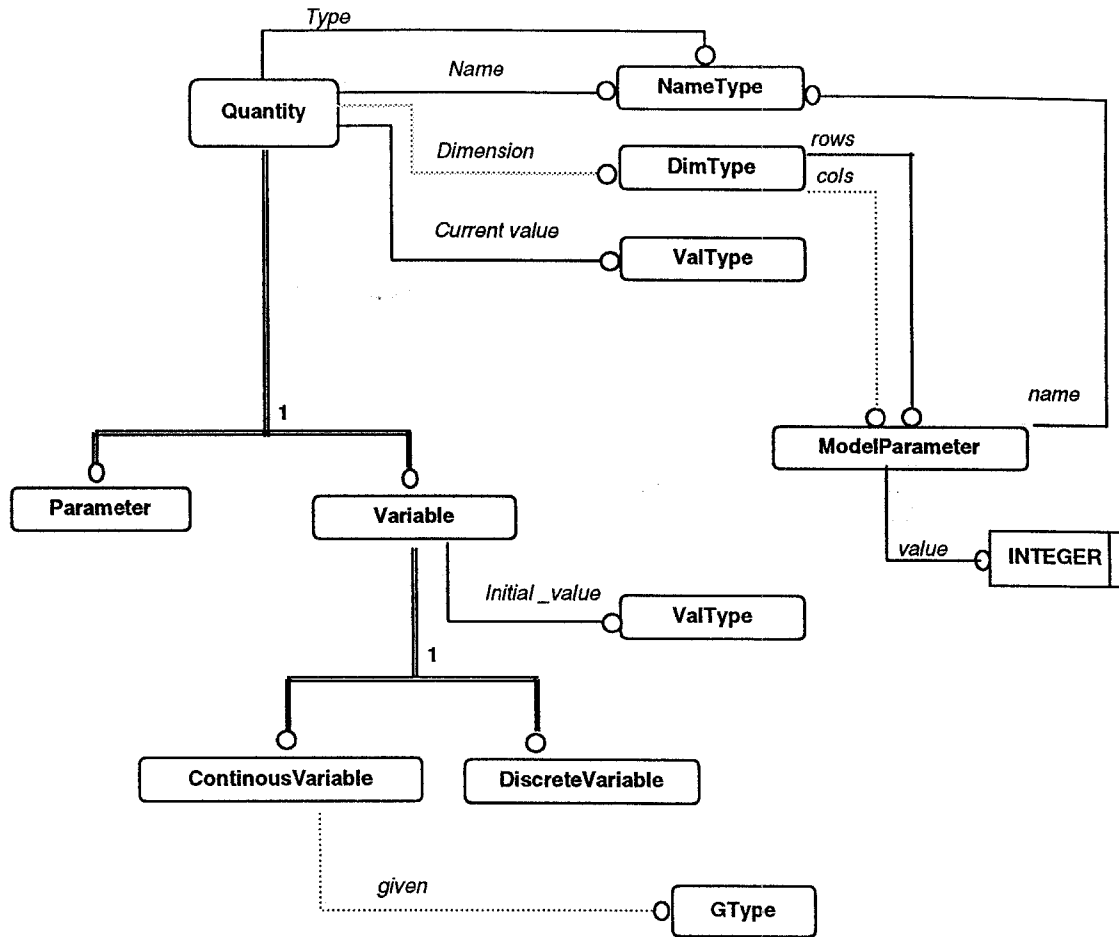 Type
Name
NameType
Quantity
Dimension
DimType
rows
cols
Current value
ValType
1
name
ModelParameter
Parameter
Variable
value
INTEGER
Initial _value
ValType
1
ContinousVariable
DiscreteVariable
given
GType